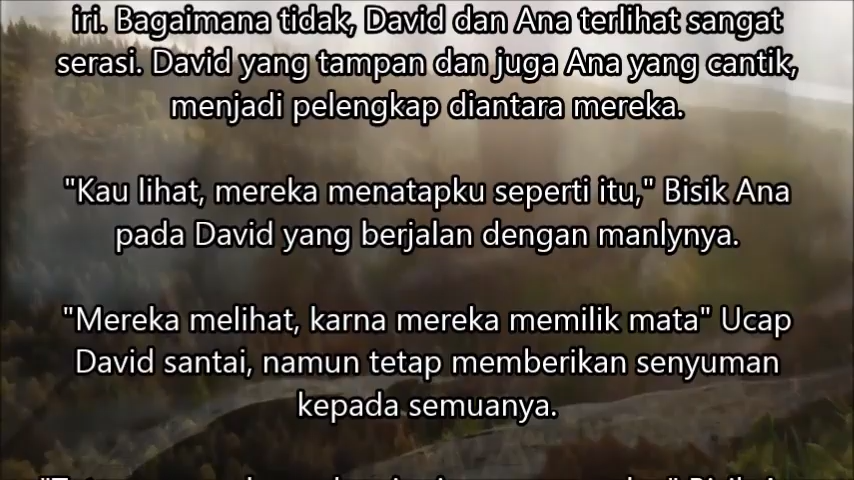 iri. Bagaimana tidak, David dan Ana terlihat sangat
serasi. David yang tampan dan juga Ana yang cantik,
menjadi pelengkap diantara mereka.
"Kau lihat, mereka menatapku seperti itu," Bisik Ana
pada David yang berjalan dengan manlynya.
"Mereka melihat, karna mereka memilik mata" Ucap
David santai, namun tetap memberikan senyuman
kepada semuanya.